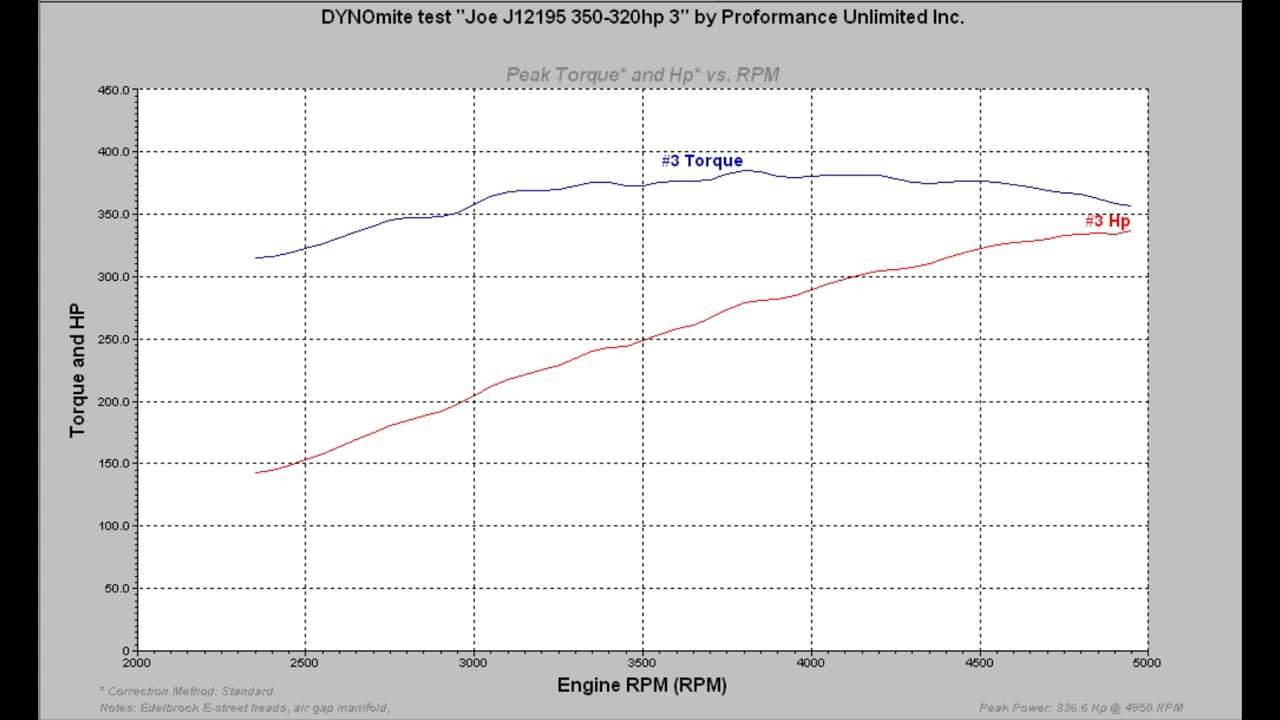 DYNOmite test "Joe J12195 350-320hp 3" by Proformance Unlimited Inc.
Peak Torque* and Hp* vs. RPM
450.0
400.0
350.0
300.0
250.0
200.0
150.0
100.0
50.0
0
Torque and HP
#3 Torque
#3 Hp
2000 2500 3000 3500 4000 4500 5000
Engine RPM (RPM)
* Correction Method: Standard
Notes: Edelbrock E-street heads, air gap manifold,
Peak Power: 336.6 Hp @ 4950 RPM